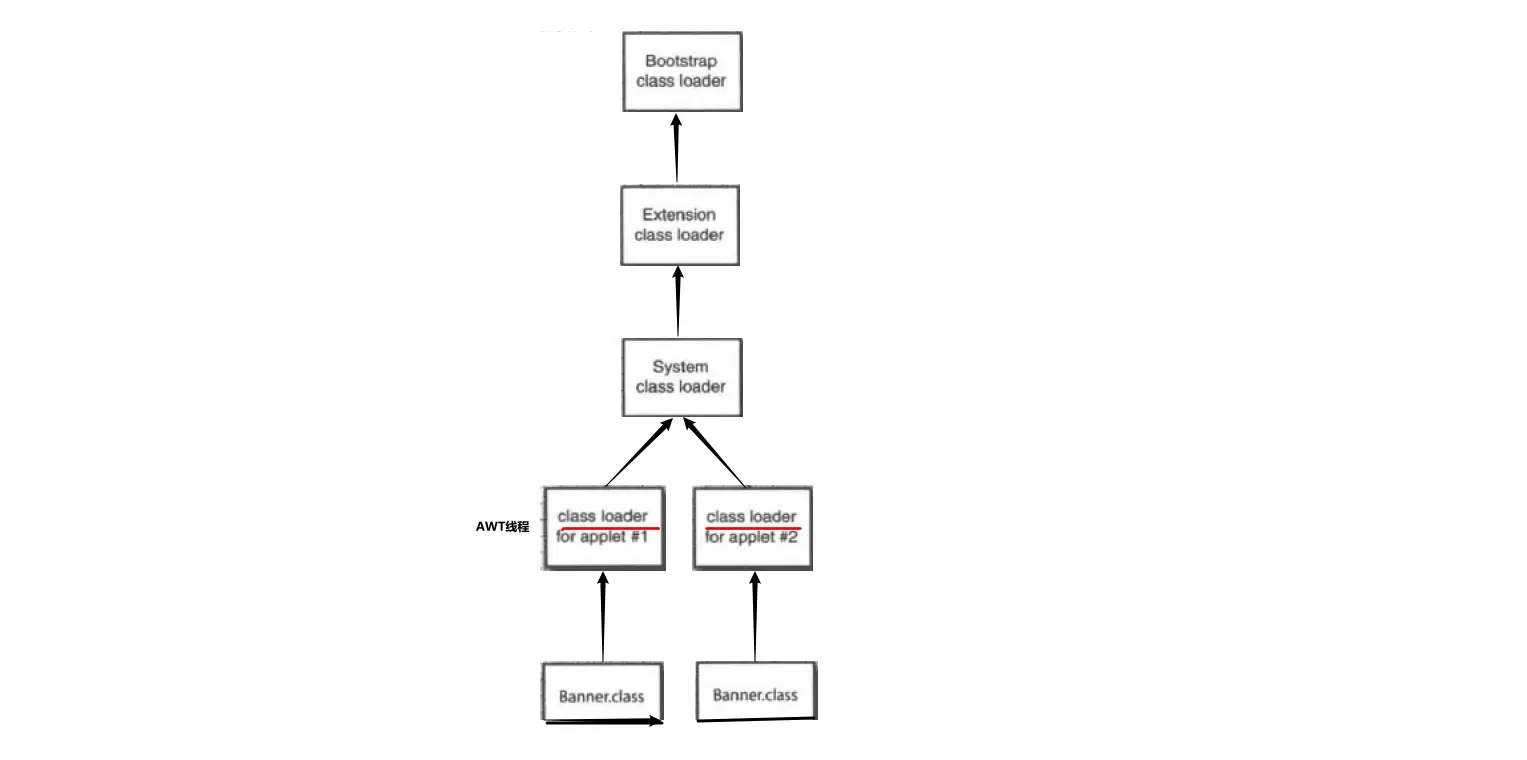 Bootstrap
class loader
Extension
class loader
System
class loader
AWT线程
class loader
for applet #1
class loader
for applet #2
Banner.class
Banner.class